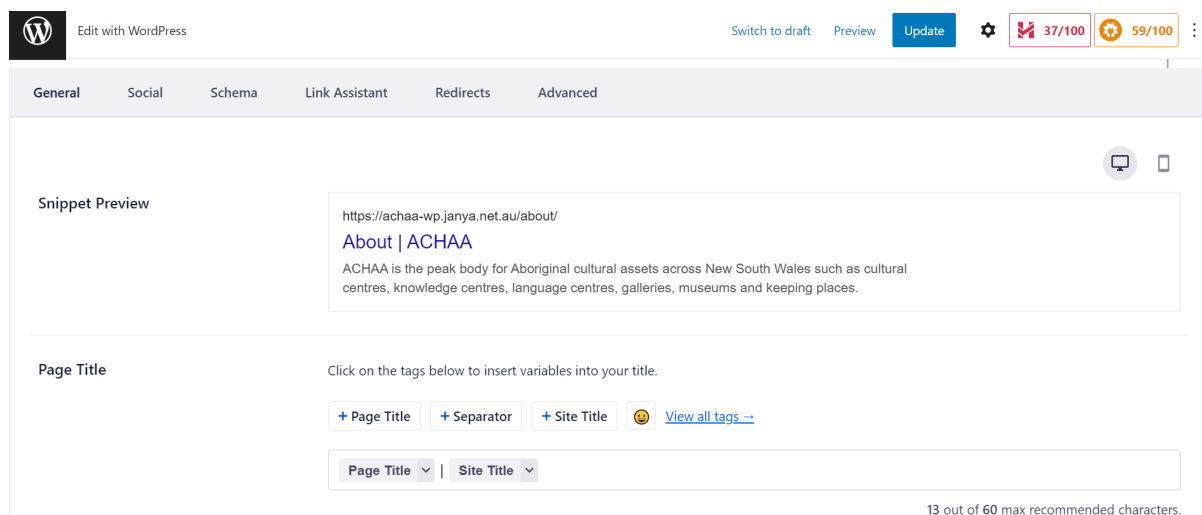 Edit with WordPress
Switch to draft
Preview
Update
37/100
59/100
General
Social
Schema
Link Assistant
Redirects
Advanced
Snippet Preview
https://achaa-wp.janya.net.au/about/
About | ACHAA
ACHAA is the peak body for Aboriginal cultural assets across New South Wales such as cultural
centres, knowledge centres, language centres, galleries, museums and keeping places.
Page Title
Click on the tags below to insert variables into your title.
+ Page Title
+ Separator
+ Site Title
View all tags →
Page Title | Site Title
13 out of 60 max recommended characters.